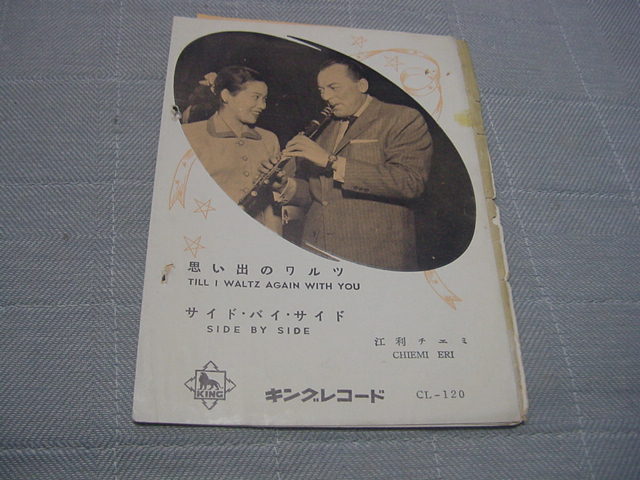 思い出のワルツ
TILL I WALTZ AGAIN WITH YOU
サイド・バイ・サイド
SIDE BY SIDE
江利チエミ
CHIEMI ERI
KING
キングレコード
CL-120